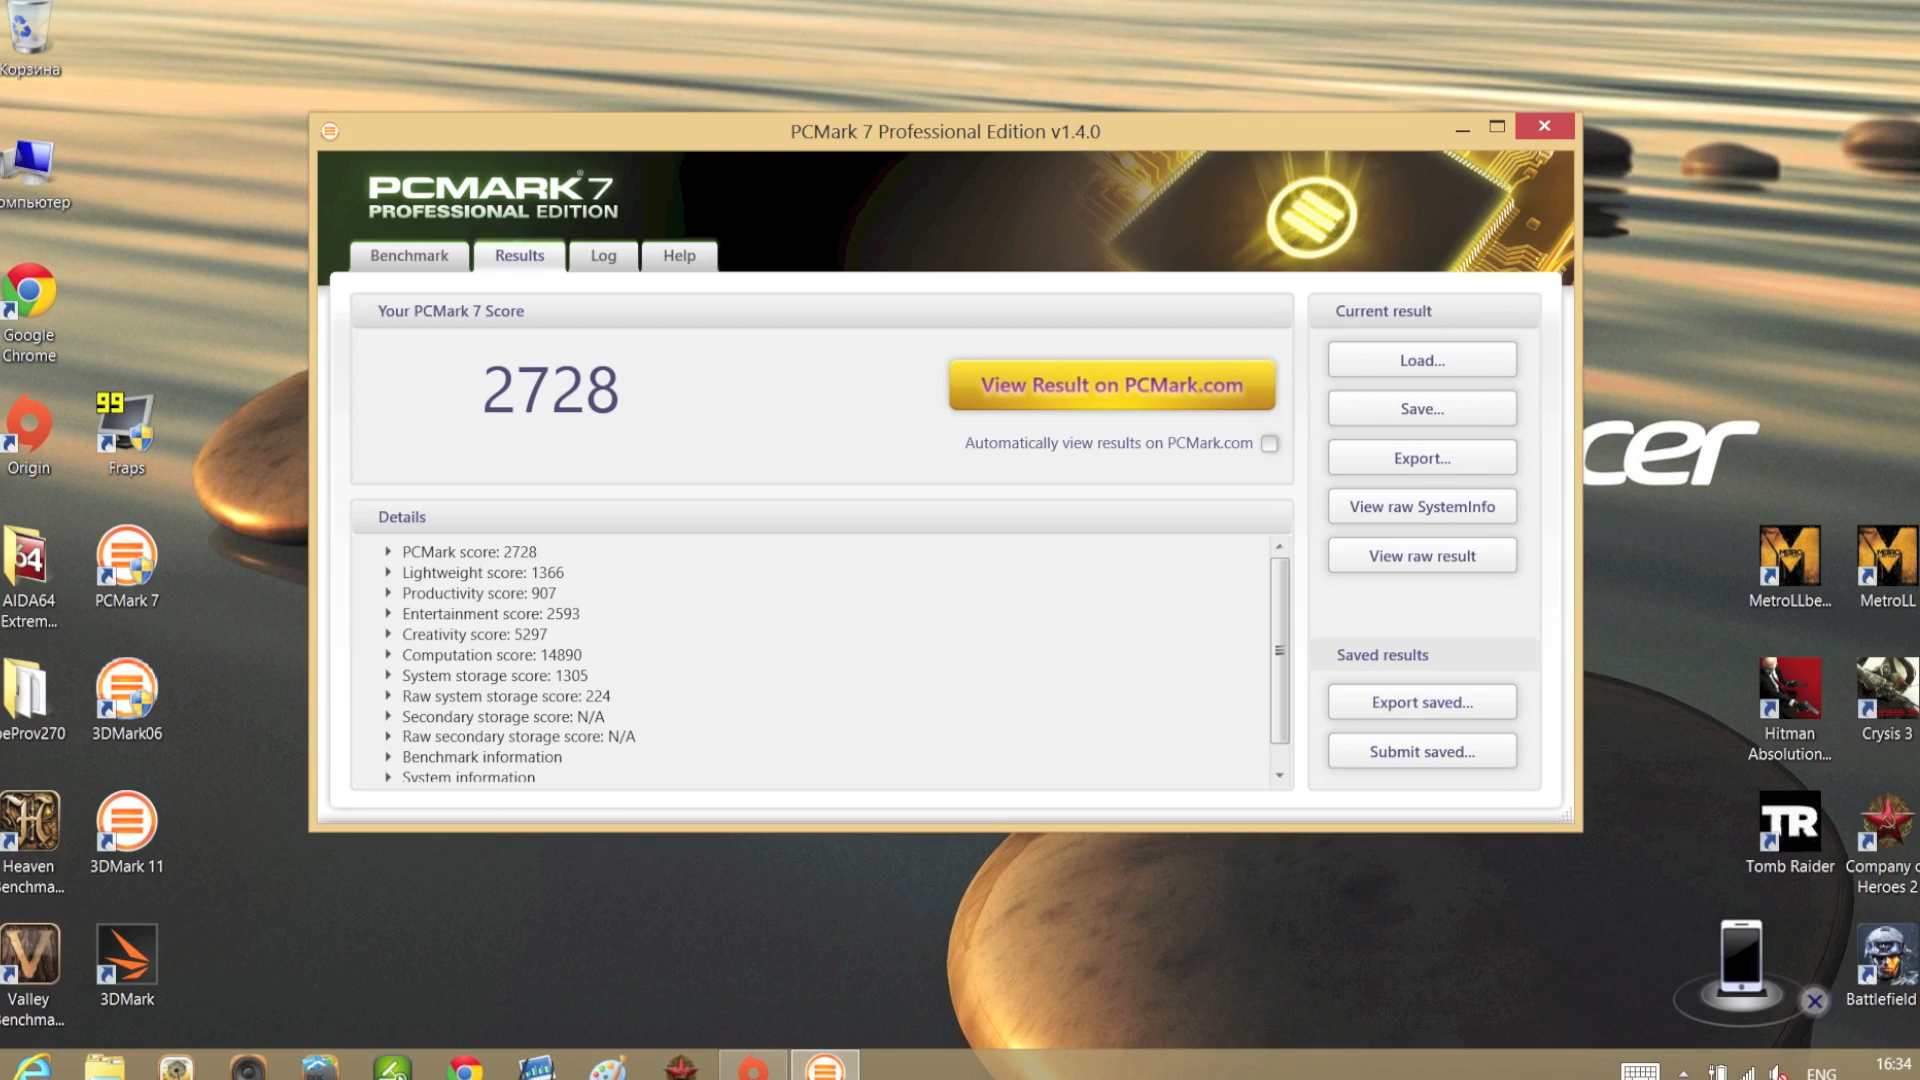 Корзина
омпьютер
Google
Chrome
Origin
99
Fraps
64
AIDA64
Extrem...
PCMark 7
eProv270
3DMark06
Heaven
enchma...
3DMark 11
Valley
enchma...
3DMark
PCMark 7 Professional Edition v1.4.0
PCMARK® 7
PROFESSIONAL EDITION
Benchmark
Results
Log
Help
Your PCMark 7 Score
2728
View Result on PCMark.com
Automatically view results on PCMark.com
Details
PCMark score: 2728
Lightweight score: 1366
Productivity score: 907
Entertainment score: 2593
Creativity score: 5297
Computation score: 14890
System storage score: 1305
Raw system storage score: 224
Secondary storage score: N/A
Raw secondary storage score: N/A
Benchmark information
System information
Current result
Load...
Save...
Export...
View raw SystemInfo
View raw result
Saved results
Export saved...
Submit saved...
cer
MetroLLbe...
MetroLL
Hitman
Absolution...
Crysis 3
TR
Tomb Raider
Company o
Heroes 2
Battlefield
ENG
16:34